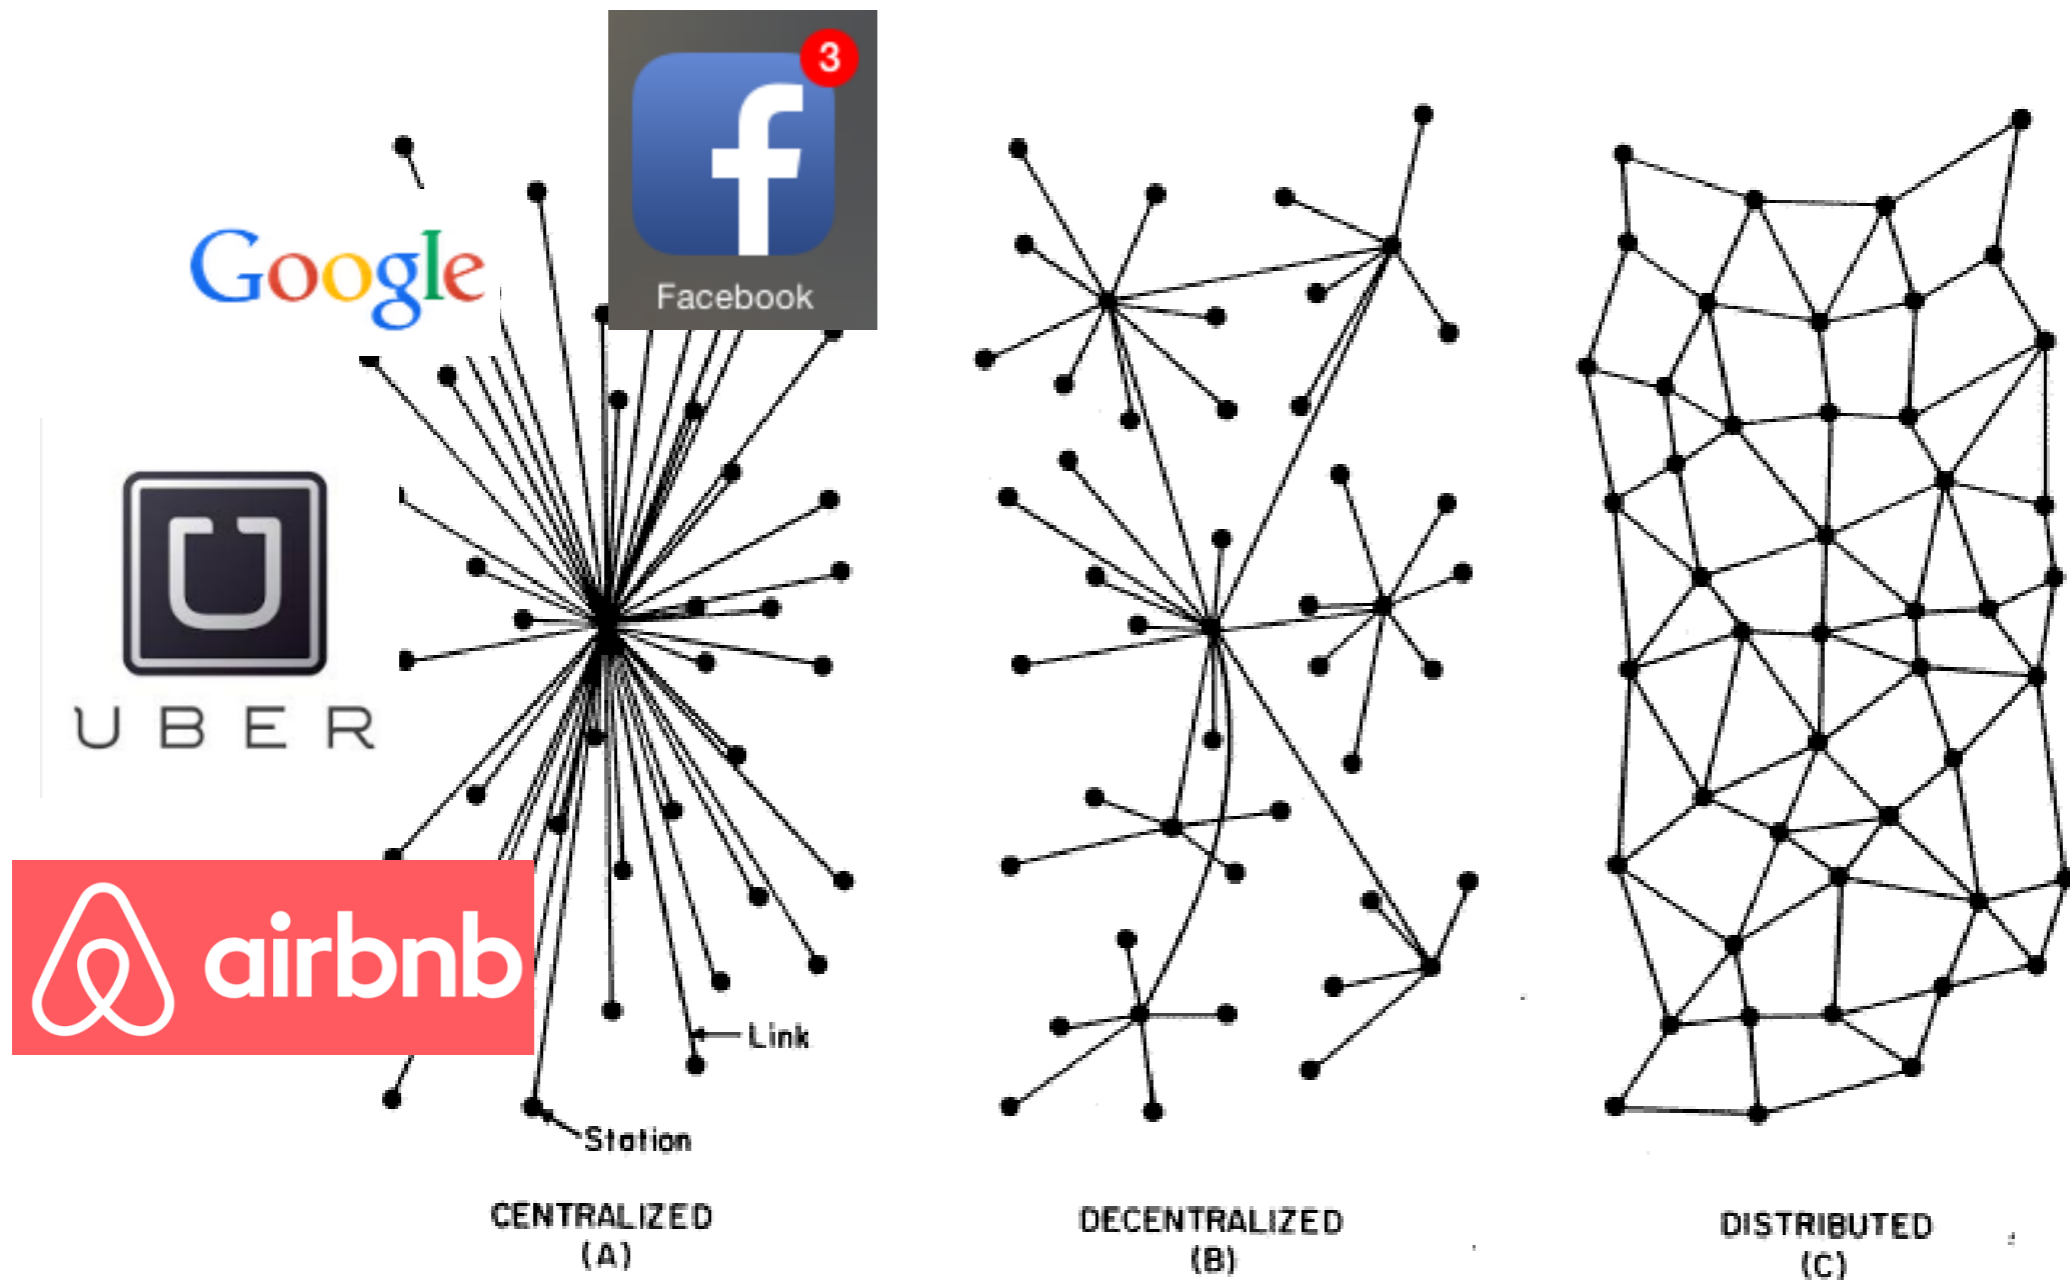 3
Facebook
Google
U
UBER
airbnb
Link
Station
CENTRALIZED
(A)
DECENTRALIZED
(B)
DISTRIBUTED
(C)